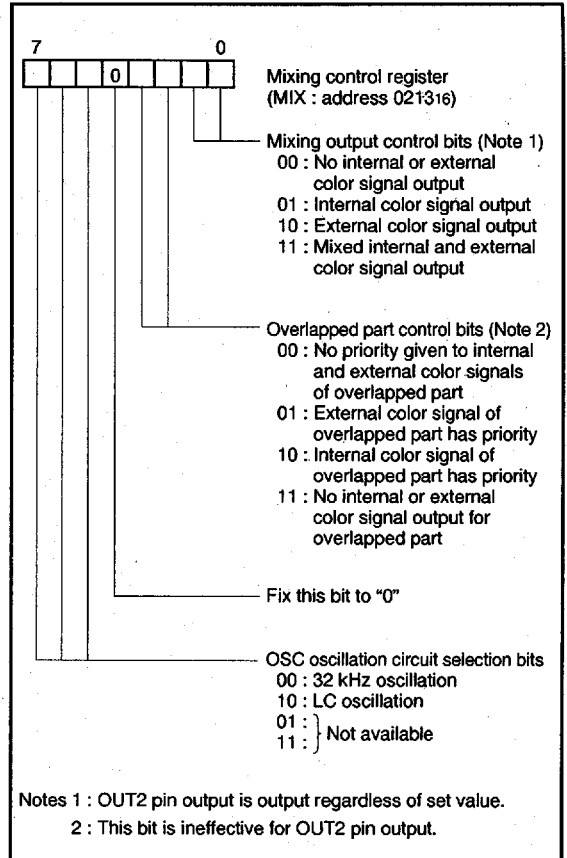 7 0
0
Mixing control register
(MIX : address 021316)
Mixing output control bits (Note 1)
00 : No internal or external
color signal output
01 : Internal color signal output
10 : External color signal output
11 : Mixed internal and external
color signal output
Overlapped part control bits (Note 2)
00 : No priority given to internal
and external color signals
of overlapped part
01 : External color signal of
overlapped part has priority
10 : Internal color signal of
overlapped part has priority
11 : No internal or external
color signal output for
overlapped part
Fix this bit to “0”
OSC oscillation circuit selection bits
00 : 32 kHz oscillation
10 : LC oscillation
01 :
11 : } Not available
Notes 1 : OUT2 pin output is output regardless of set value.
2 : This bit is ineffective for OUT2 pin output.